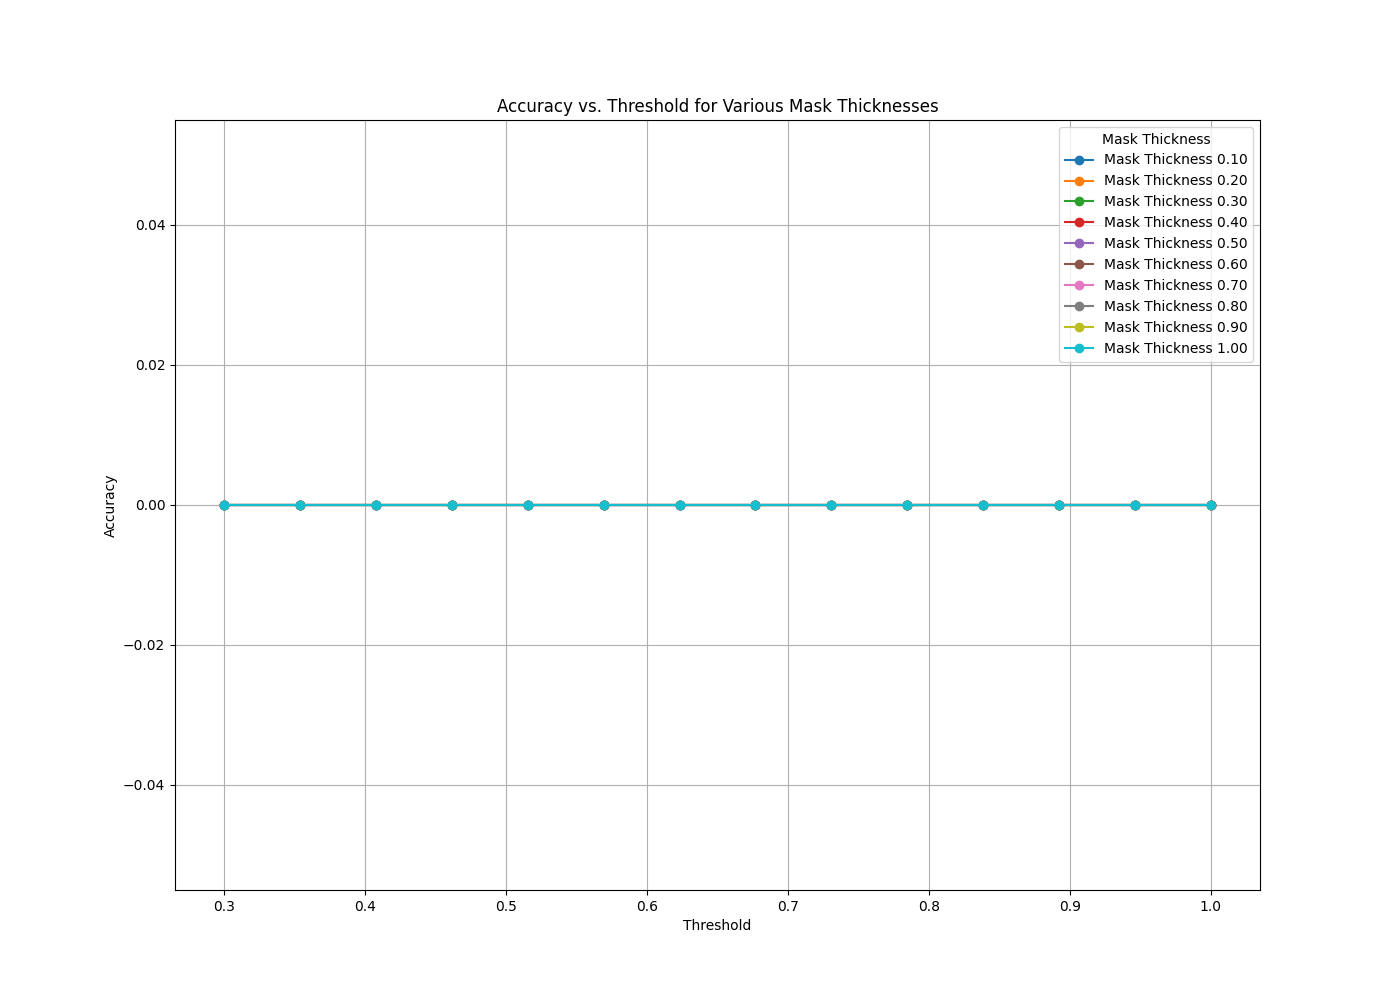 Accuracy vs. Threshold for Various Mask Thicknesses
Mask Thickness
Mask Thickness 0.10
Mask Thickness 0.20
Mask Thickness 0.30
Mask Thickness 0.40
Mask Thickness 0.50
Mask Thickness 0.60
Mask Thickness 0.70
Mask Thickness 0.80
Mask Thickness 0.90
Mask Thickness 1.00
Accuracy
0.04
0.02
0.00
−0.02
−0.04
0.3 0.4 0.5 0.6 0.7 0.8 0.9 1.0
Threshold